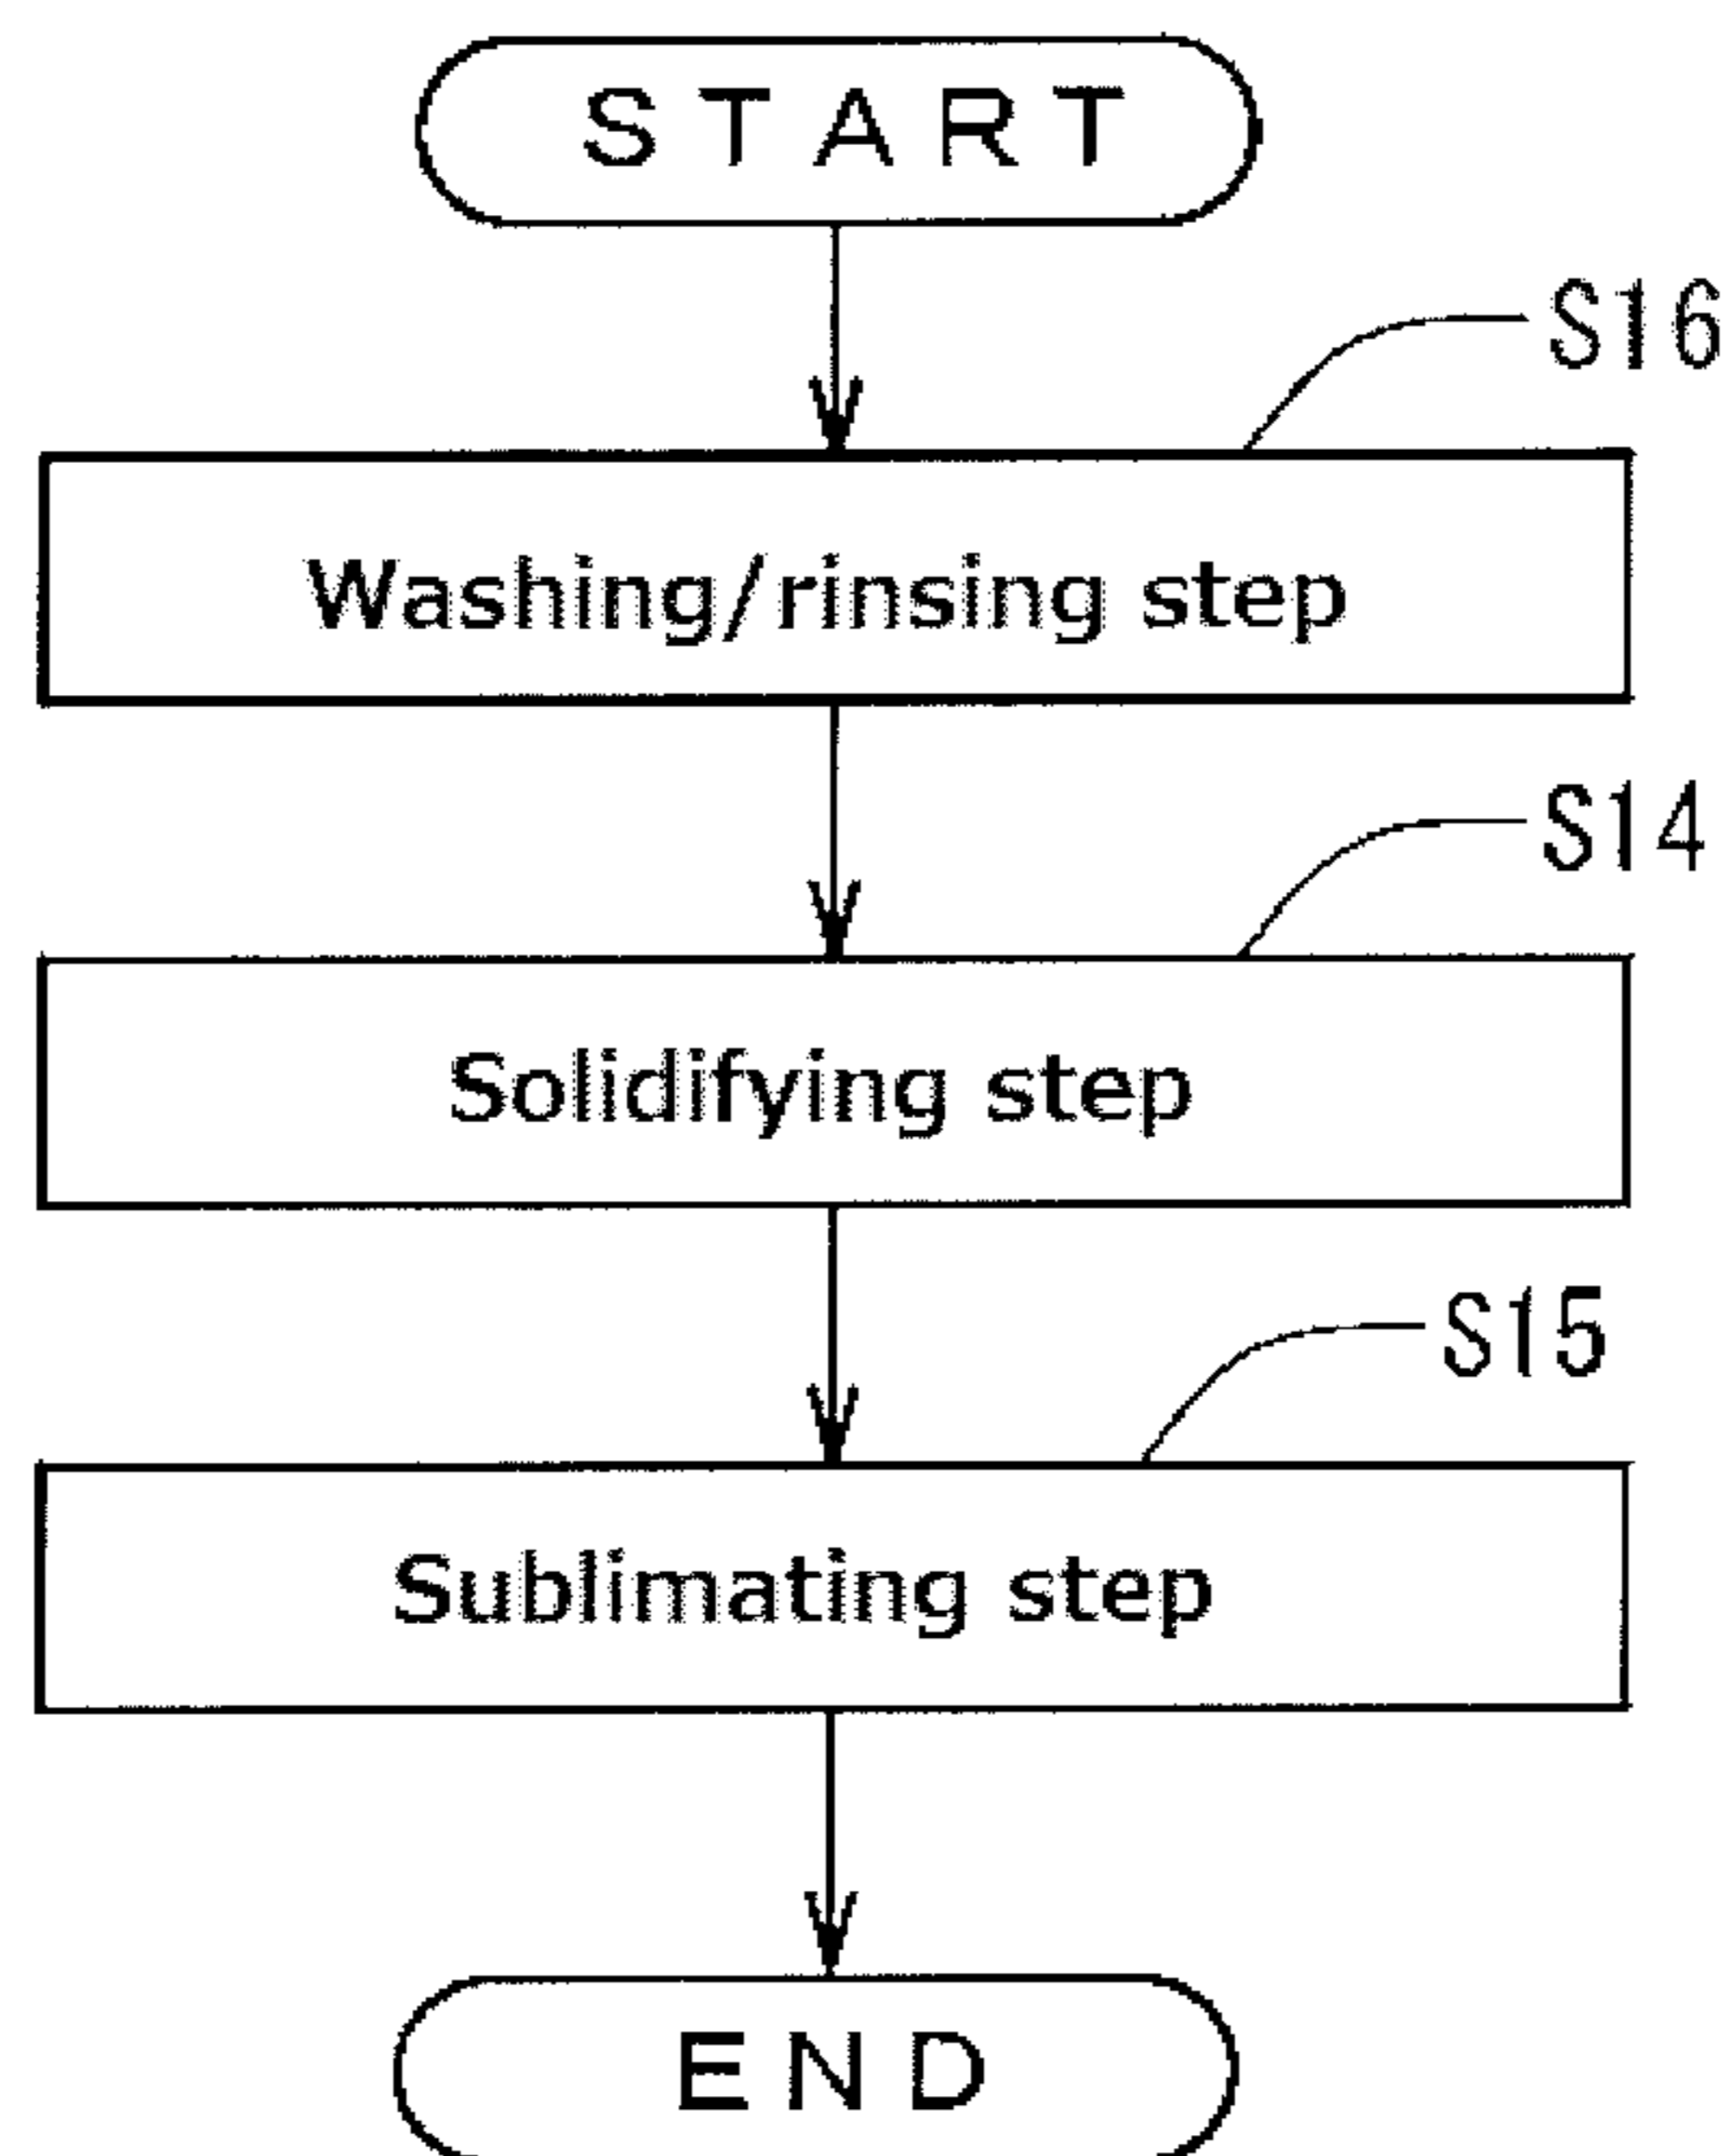 START
S16
Washing/rinsing step
S14
Solidifying step
S15
Sublimating step
END